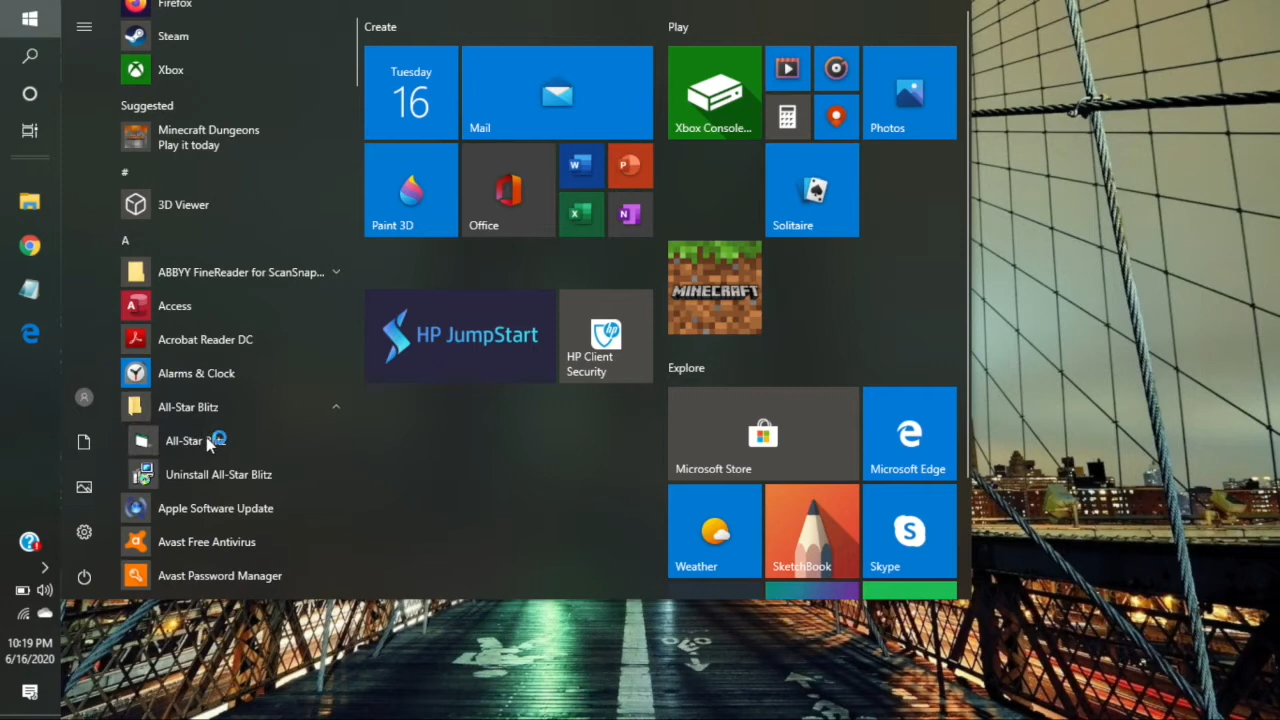 Firefox
Steam
Xbox
Suggested
Minecraft Dungeons
Play it today
#
3D Viewer
A
ABBYY FineReader for ScanSnap...
Access
Acrobat Reader DC
Alarms & Clock
All-Star Blitz
All-Star Blitz
Uninstall All-Star Blitz
Apple Software Update
Avast Free Antivirus
Avast Password Manager
10:19 PM
6/16/2020
Create
Tuesday
16
Mail
Paint 3D
Office
HP JumpStart
HP Client
Security
Play
Xbox Console...
Photos
Solitaire
MINECRAFT
Explore
Microsoft Store
Microsoft Edge
Weather
SketchBook
Skype